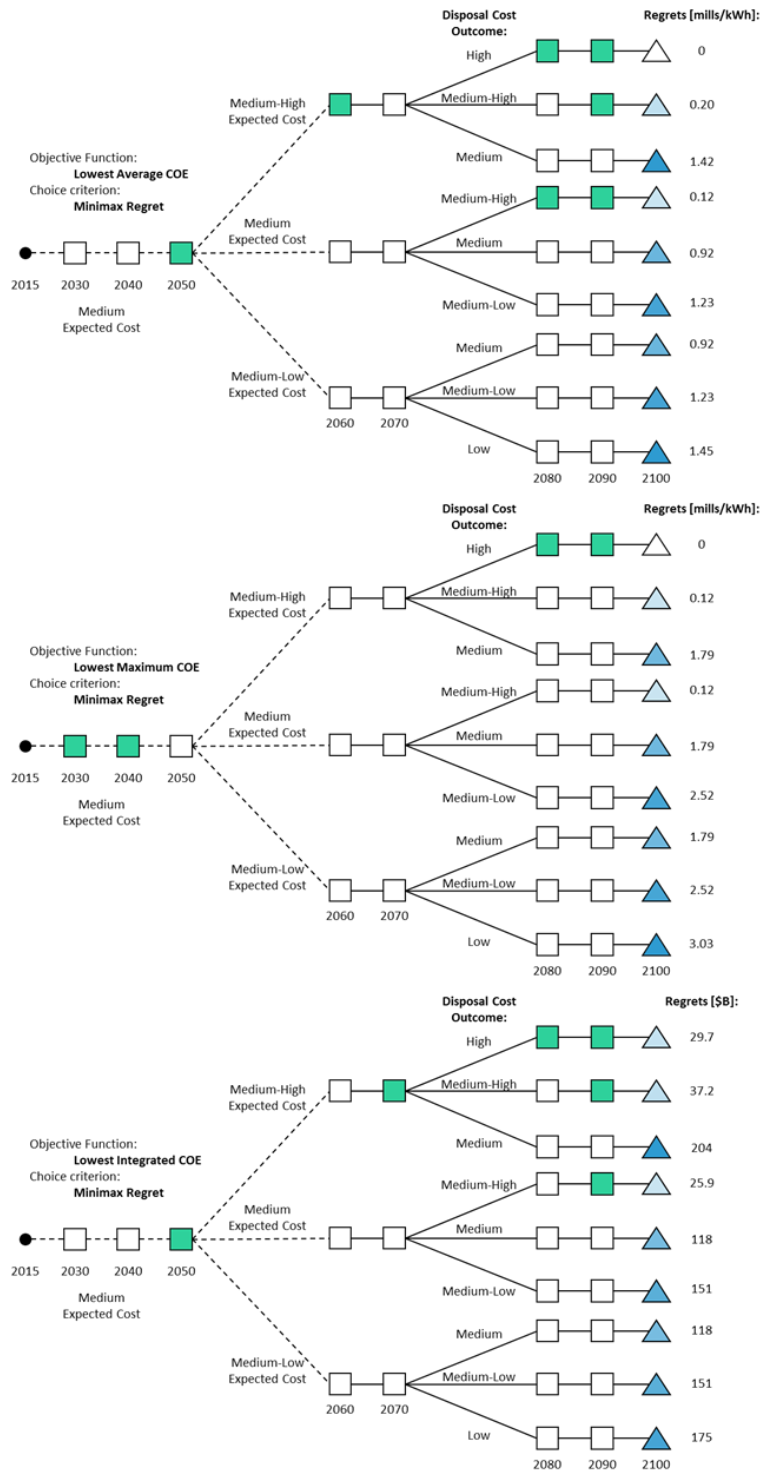 Disposal Cost
Outcome:
Regrets [mills/kWh]:
High
0
Medium-High
Expected Cost
Medium-High
0.20
Medium
1.42
Objective Function:
Lowest Average COE
Choice criterion:
Minimax Regret
Medium-High
0.12
Medium
Expected Cost
Medium
0.92
2015
2030
2040
2050
Medium
Expected Cost
Medium-Low
1.23
Medium
0.92
Medium-Low
Expected Cost
Medium-Low
1.23
2060
2070
Low
1.45
2080
2090
2100
Disposal Cost
Outcome:
Regrets [mills/kWh]:
High
0
Medium-High
Expected Cost
Medium-High
0.12
Medium
1.79
Objective Function:
Lowest Maximum COE
Choice criterion:
Minimax Regret
Medium-High
0.12
Medium
Expected Cost
Medium
1.79
2015
2030
2040
2050
Medium
Expected Cost
Medium-Low
2.52
Medium
1.79
Medium-Low
Expected Cost
Medium-Low
2.52
2060
2070
Low
3.03
2080
2090
2100
Disposal Cost
Outcome:
Regrets [$B]:
High
29.7
Medium-High
Expected Cost
Medium-High
37.2
Medium
204
Objective Function:
Lowest Integrated COE
Choice criterion:
Minimax Regret
Medium-High
25.9
Medium
Expected Cost
Medium
118
2015
2030
2040
2050
Medium
Expected Cost
Medium-Low
151
Medium
118
Medium-Low
Expected Cost
Medium-Low
151
2060
2070
Low
175
2080
2090
2100